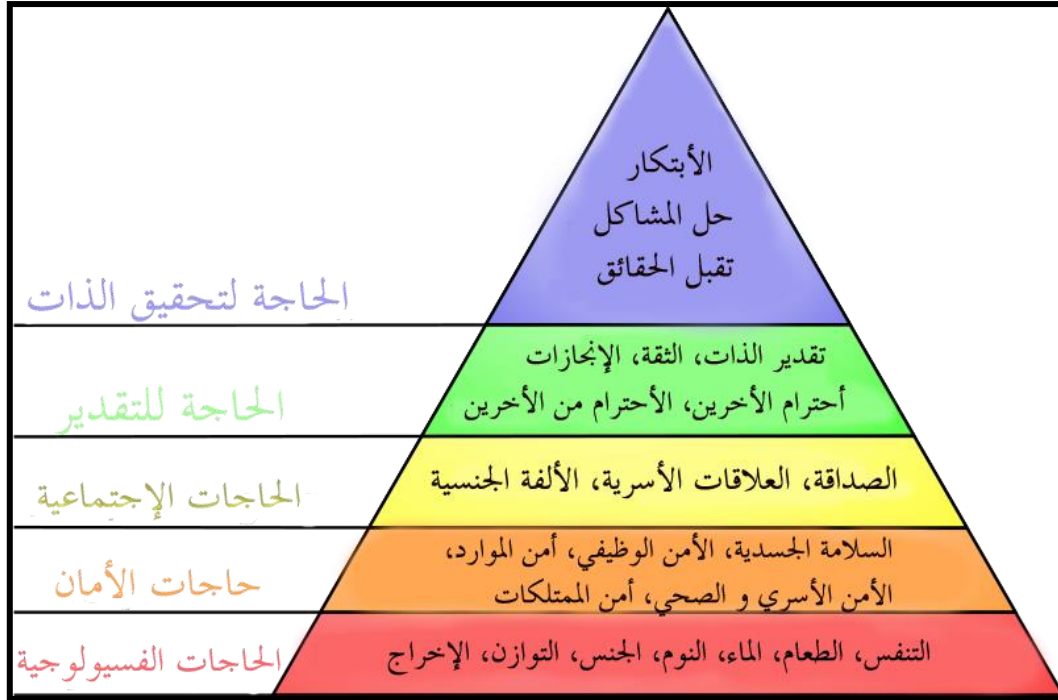 الأبتكار
حل المشاكل
تقبل الحقائق
الحاجة لتحقيق الذات
تقدير الذات، الثقة، الإنجازات
أحترام الأخرين، الأحترام من الأخرين
الحاجة للتقدير
الصداقة، العلاقات الأسرية، الألفة الجنسية
الحاجات الإجتماعية
السلامة الجسدية، الأمن الوظيفي، أمن الموارد،
الأمن الأسري و الصحي، أمن الممتلكات
حاجات الأمان
التنفس، الطعام، الماء، النوم، الجنس، التوازن، الإخراج
الحاجات الفسيولوجية